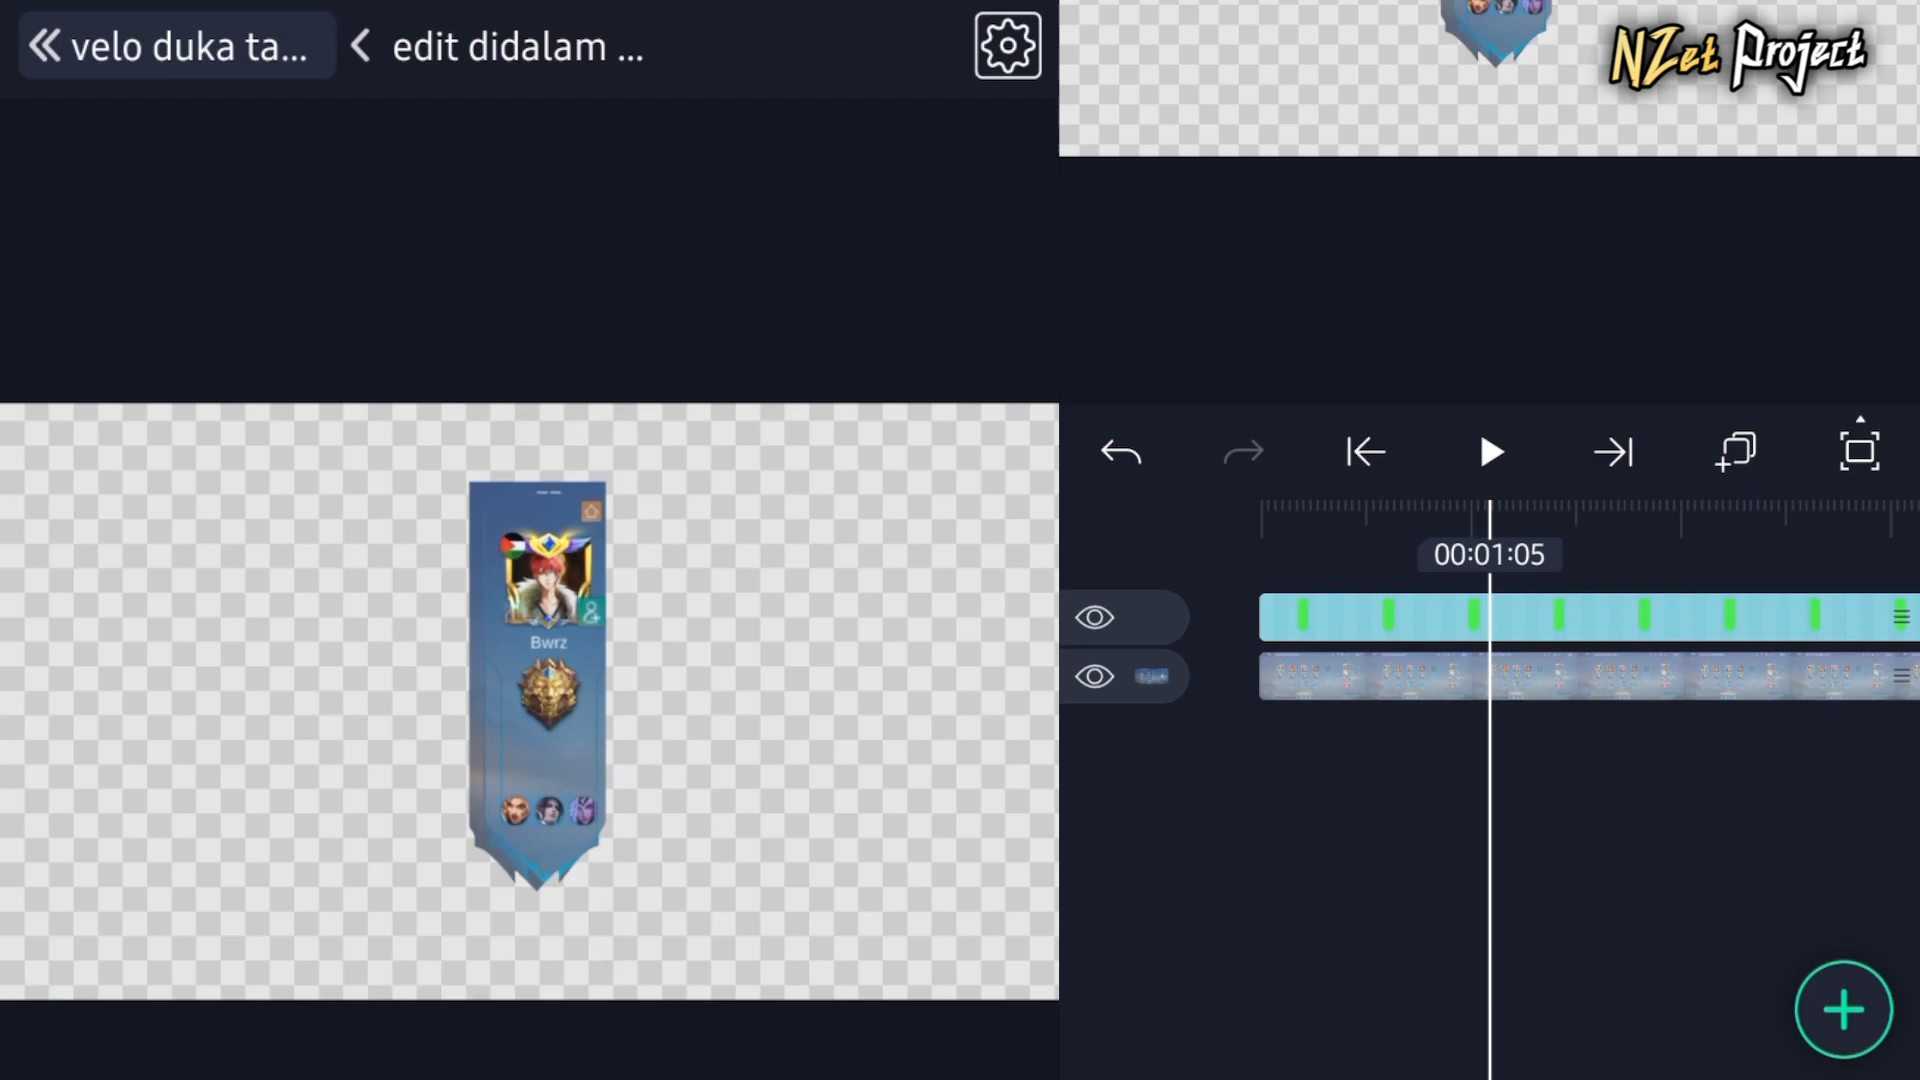 velo duka ta...
edit didalam ...
NZet Project
00:01:05
Bwrz